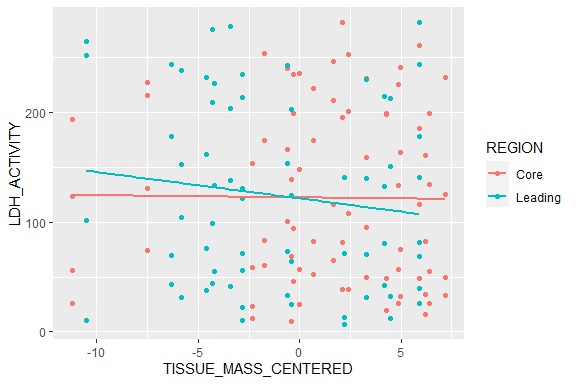 LDH_ACTIVITY
200
100
0
-10
-5
0
5
TISSUE_MASS_CENTERED
REGION
Core
Leading